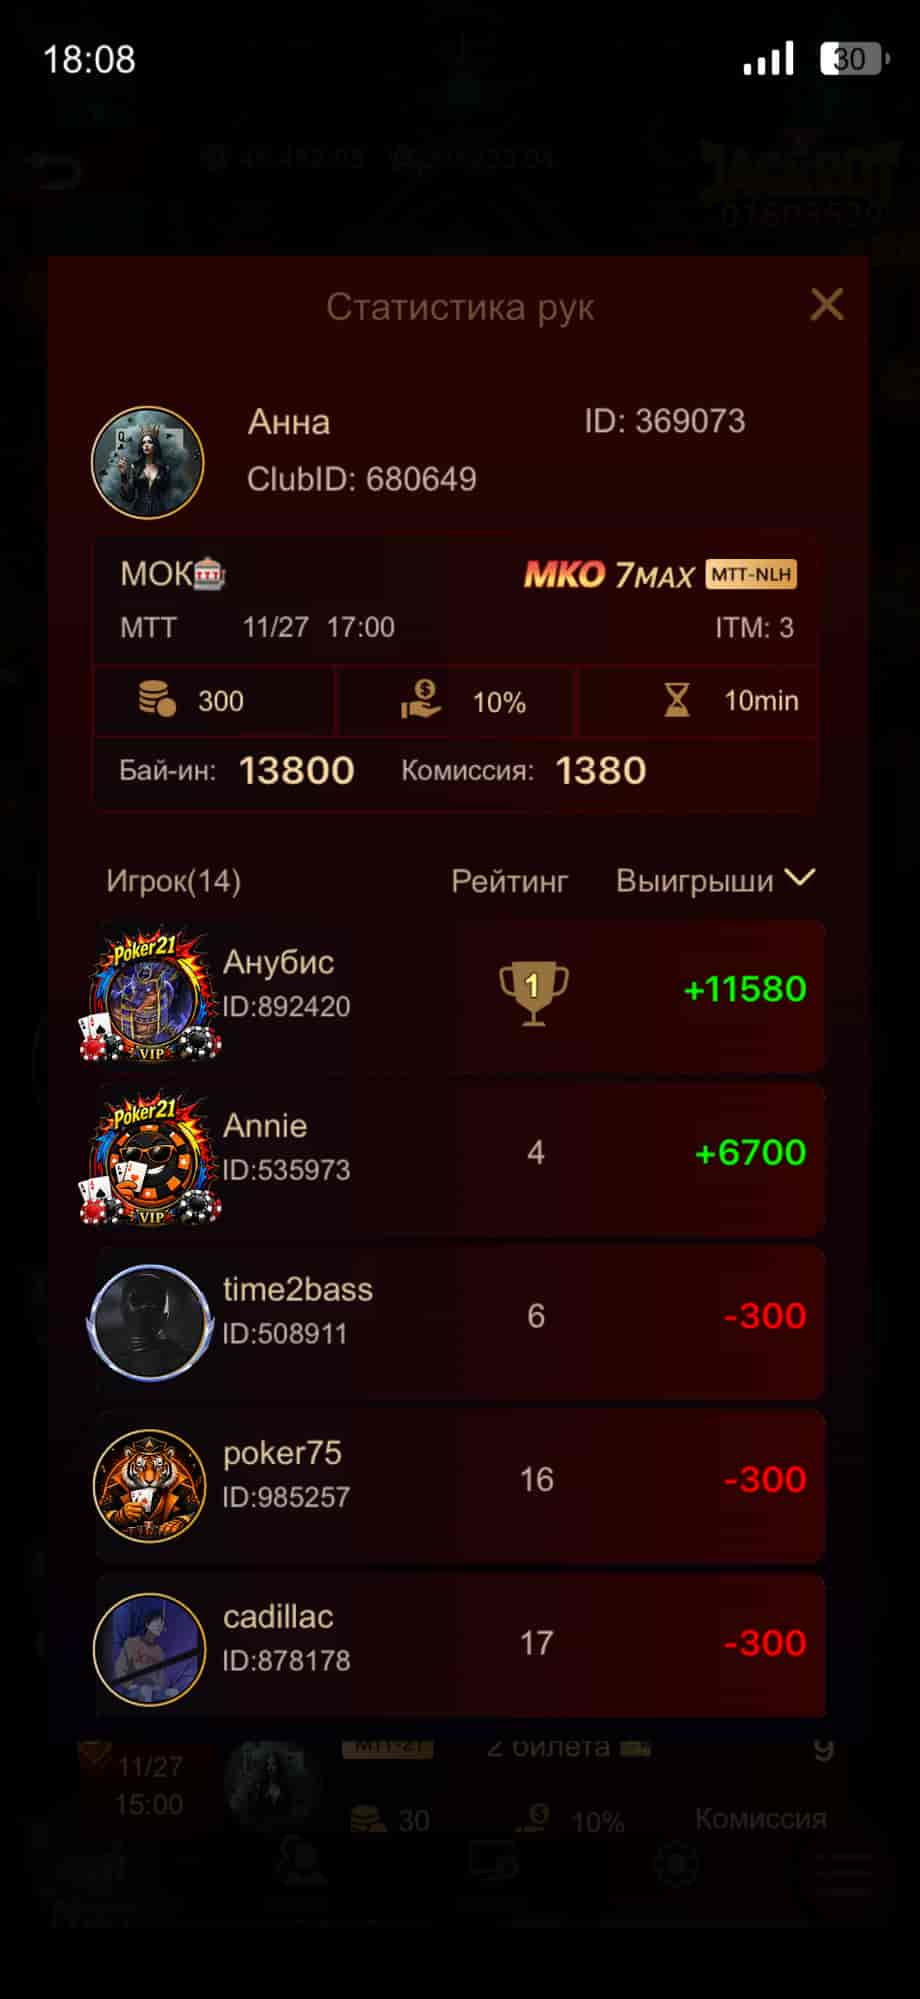 18:08
30
JACKPOT
Статистика рук
Анна
ID: 369073
ClubID: 680649
МОК🎰
MKO 7MAX MTT-NLH
MTT 11/27 17:00 ITM: 3
300 10% 10min
Бай-ин: 13800 Комиссия: 1380
Игрок(14) Рейтинг Выигрыши
Poker21
VIP
Анубис
ID:892420
1
+11580
Poker21
VIP
Annie
ID:535973
4
+6700
time2bass
ID:508911
6
-300
poker75
ID:985257
16
-300
cadillac
ID:878178
17
-300
2 билета
9
11/27
15:00
30 10% Комиссия